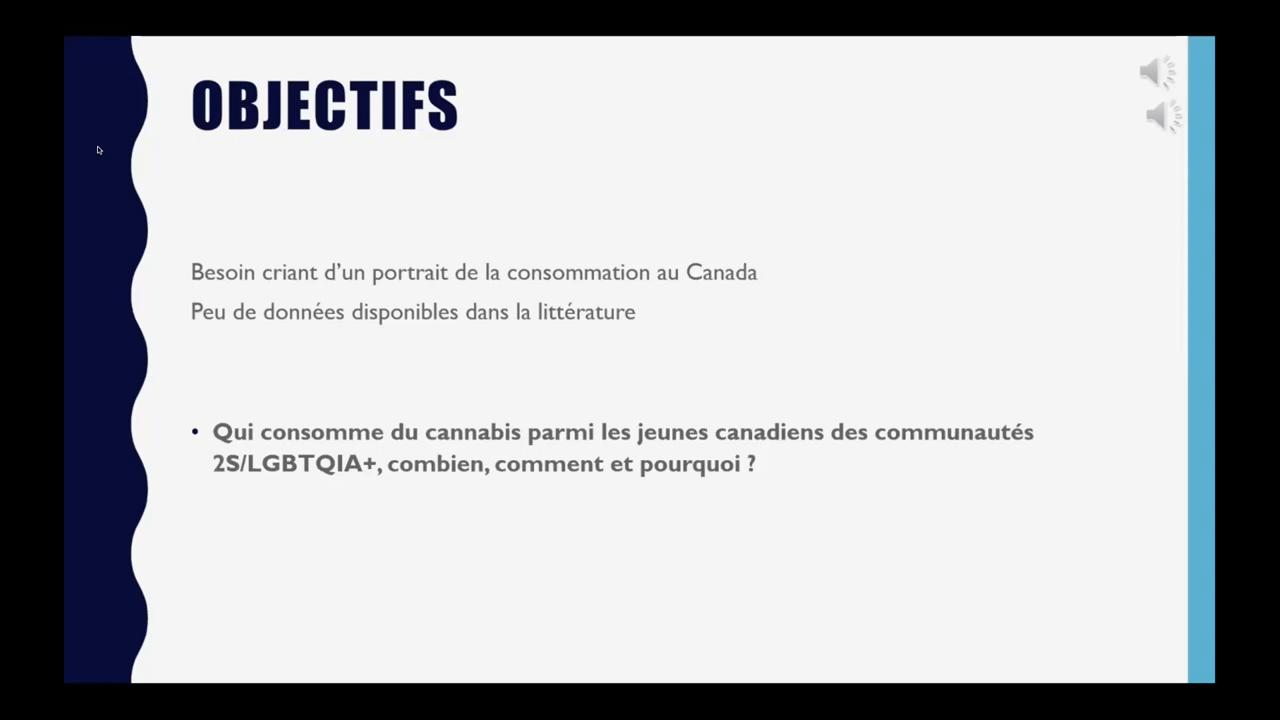 OBJECTIFS
Besoin criant d’un portrait de la consommation au Canada
Peu de données disponibles dans la littérature
• Qui consomme du cannabis parmi les jeunes canadiens des communautés
2S/LGBTQIA+, combien, comment et pourquoi ?